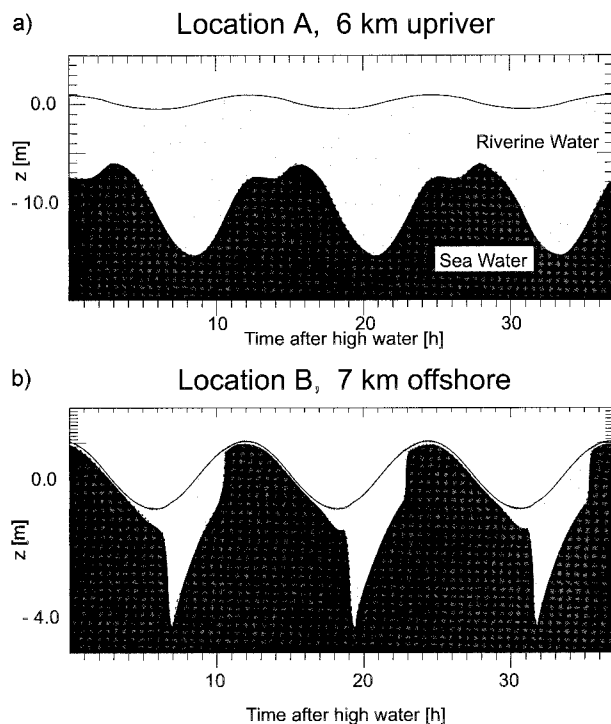 a)
Location A, 6 km upriver
0.0
z [m]
Riverine Water
- 10.0
Sea Water
10
20
30
Time after high water [h]
b)
Location B, 7 km offshore
0.0
z [m]
- 4.0
10
20
30
Time after high water [h]